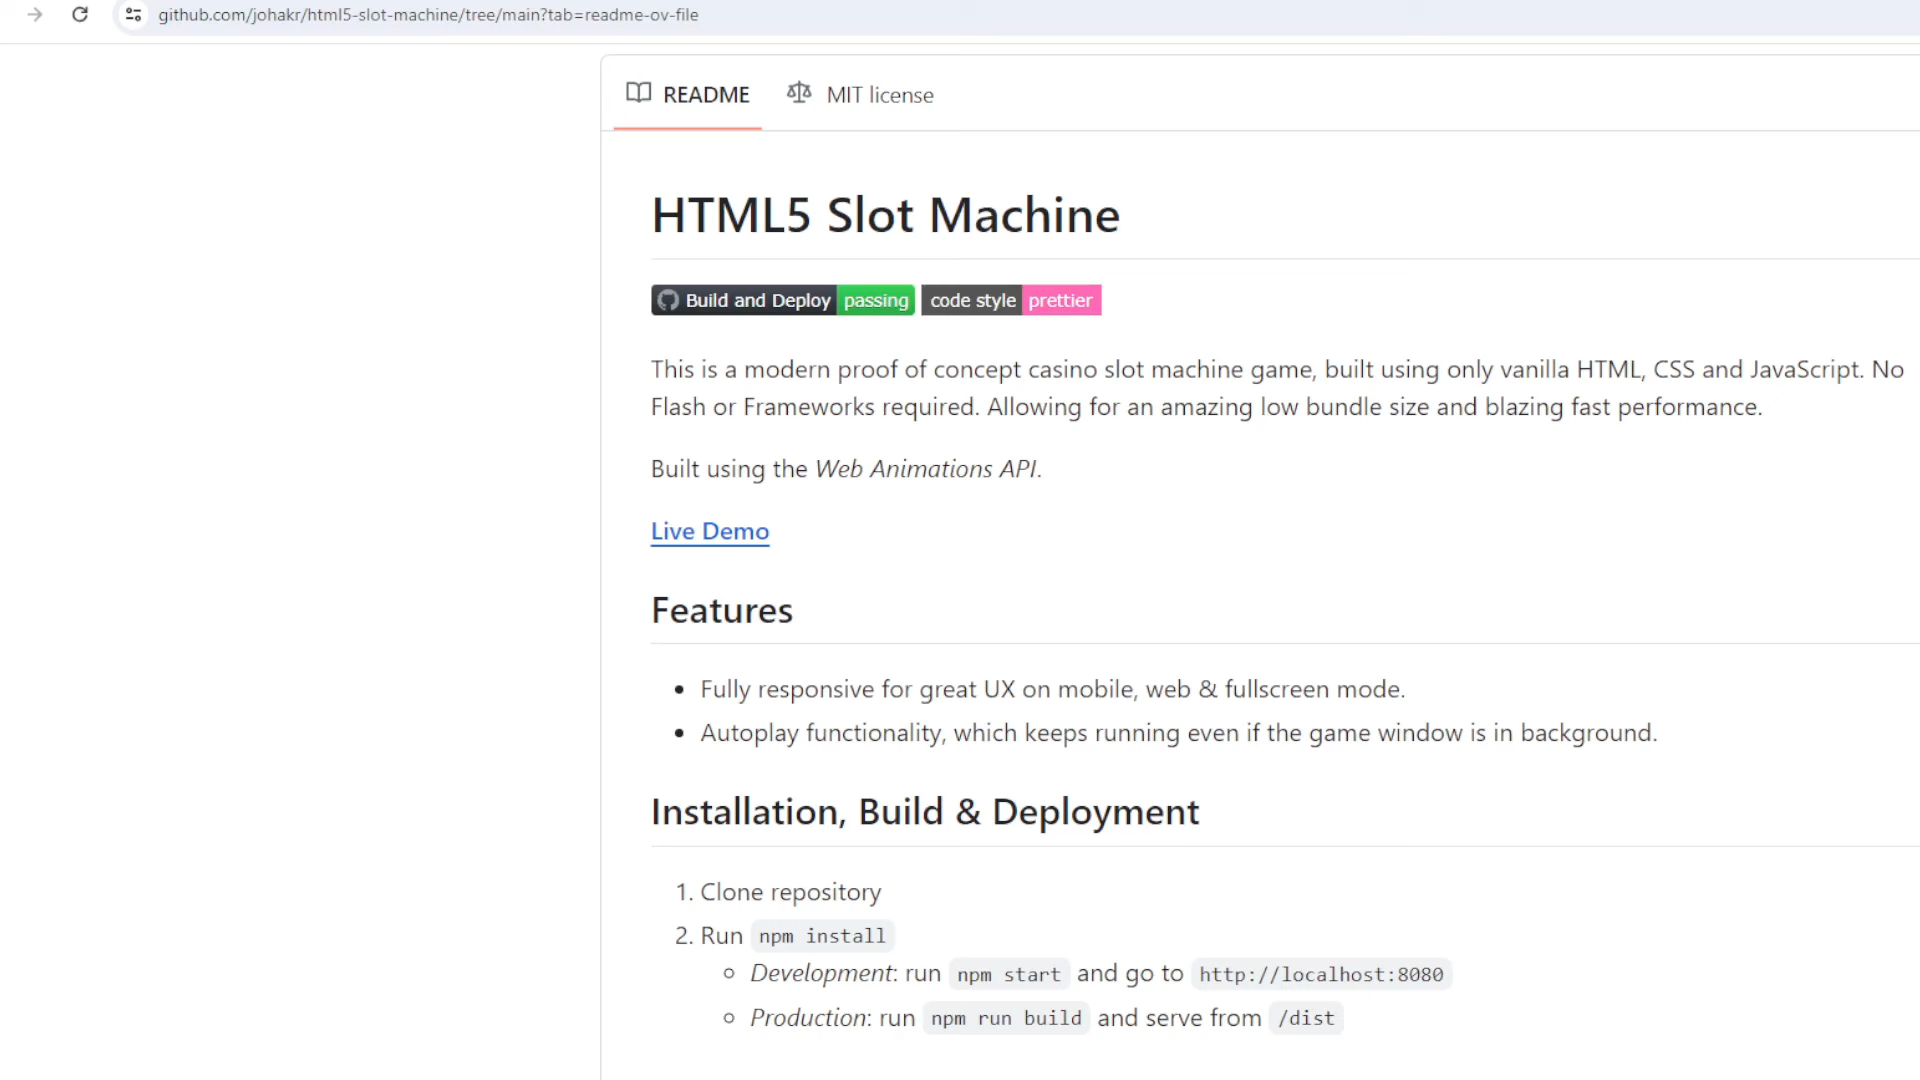 github.com/johakr/html5-slot-machine/tree/main?tab=readme-ov-file
README MIT license
HTML5 Slot Machine
Build and Deploy passing code style prettier
This is a modern proof of concept casino slot machine game, built using only vanilla HTML, CSS and JavaScript. No
Flash or Frameworks required. Allowing for an amazing low bundle size and blazing fast performance.
Built using the Web Animations API.
Live Demo
Features
Fully responsive for great UX on mobile, web & fullscreen mode.
Autoplay functionality, which keeps running even if the game window is in background.
Installation, Build & Deployment
1. Clone repository
2. Run npm install
Development: run npm start and go to http://localhost:8080
Production: run npm run build and serve from /dist